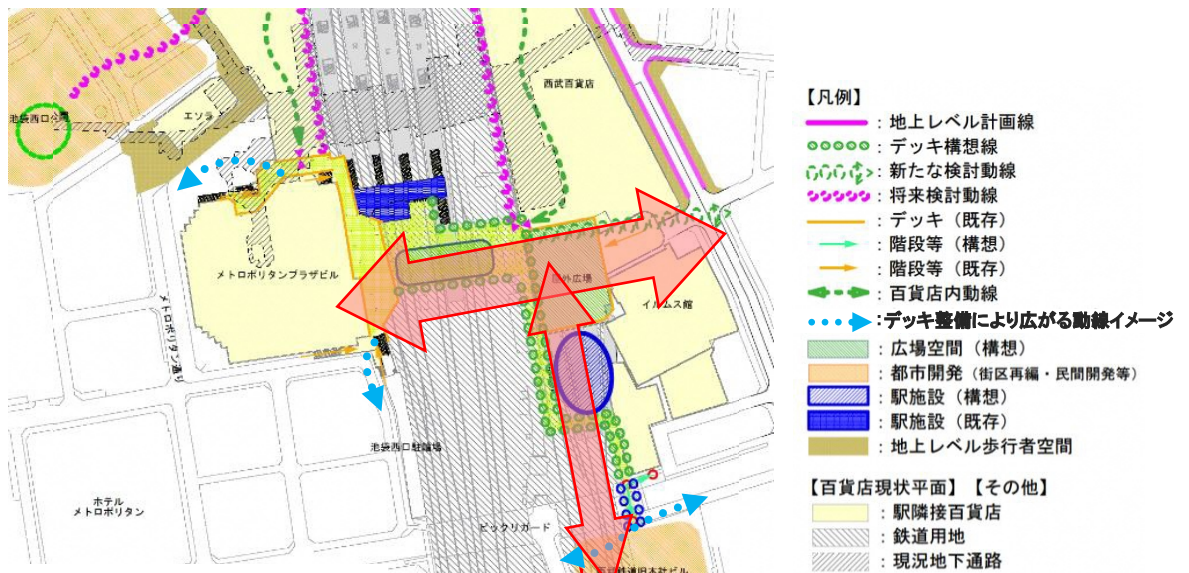 池袋西口公園
エソラ
西武百貨店
メトロポリタンプラザビル
屋外広場
イルムス館
メトロポリタン通り
池袋西口駐輪場
ホテル
メトロポリタン
ビックリガード
西武鉄道旧本社ビル
【凡例】
：地上レベル計画線
：デッキ構想線
：新たな検討動線
：将来検討動線
：デッキ（既存）
：階段等（構想）
：階段等（既存）
：百貨店内動線
：デッキ整備により広がる動線イメージ
：広場空間（構想）
：都市開発（街区再編・民間開発等）
：駅施設（構想）
：駅施設（既存）
：地上レベル歩行者空間
【百貨店現状平面】【その他】
：駅隣接百貨店
：鉄道用地
：現況地下通路